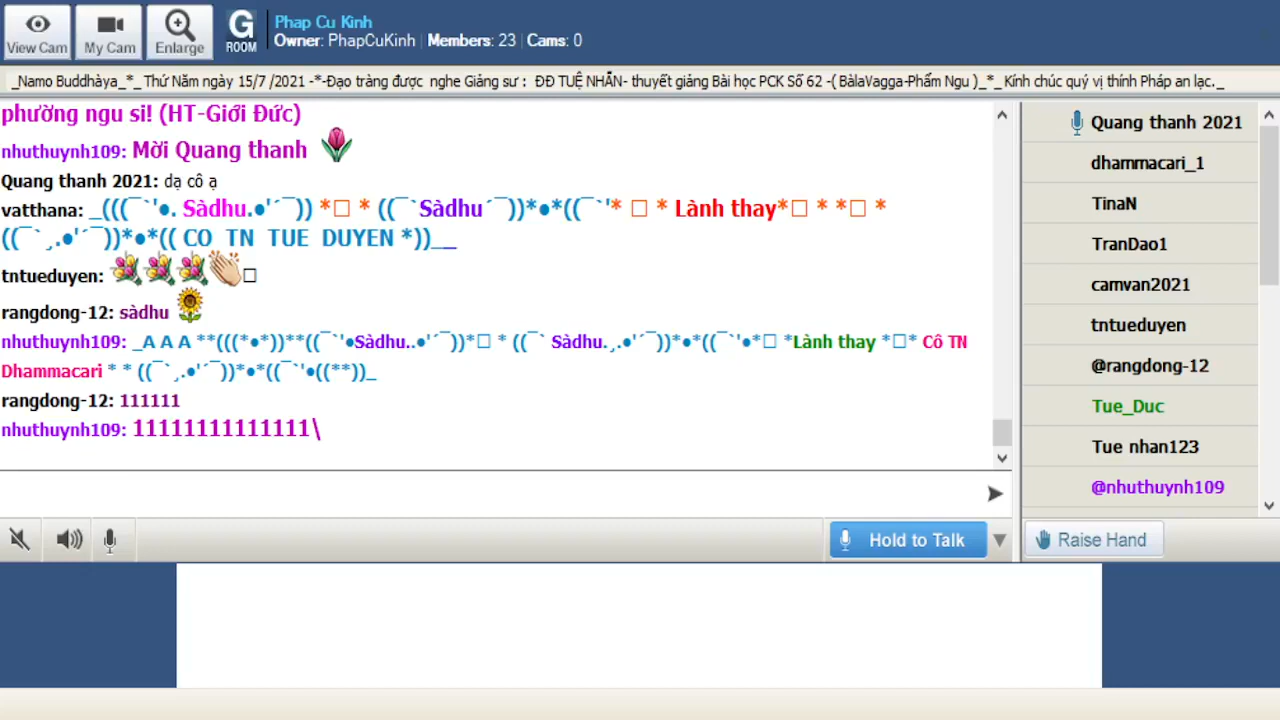 View Cam
My Cam
Enlarge
G
ROOM
Phap Cu Kinh
Owner: PhapCuKinh | Members: 23 | Cams: 0
_Namo Buddhàya_*_ Thứ Năm ngày 15/7 /2021 -*-Đạo tràng được nghe Giảng sư : ĐĐ TUỆ NHẪN- thuyết giảng Bài học PCK Số 62 -( BàlaVagga-Phẩm Ngu )_*_ Kính chúc quý vị thính Pháp an lạc._
phường ngu si! (HT-Giới Đức)
nhuthuynh109: Mời Quang thanh
Quang thanh 2021: dạ cô ạ
vatthana: _(((¯`'●. Sàdhu.●'´¯)) *□ * ((¯`Sàdhu´¯))*●*((¯`'* □ * Lành thay*□ * *□ *
((¯`¸.●'´¯))*●*(( CO TN TUE DUYEN *))__
tntueduyen: □
rangdong-12: sàdhu
nhuthuynh109: _A A A **(((*●*))**((¯`'●Sàdhu..●'´¯))*□ * ((¯` Sàdhu.¸.●'´¯))*●*((¯`'●*□ *Lành thay *□* Cô TN
Dhammacari * * ((¯`¸.●'´¯))*●*((¯`'●((**))_
rangdong-12: 111111
nhuthuynh109: 11111111111111\
Quang thanh 2021
dhammacari_1
TinaN
TranDao1
camvan2021
tntueduyen
@rangdong-12
Tue_Duc
Tue nhan123
@nhuthuynh109
Hold to Talk
Raise Hand